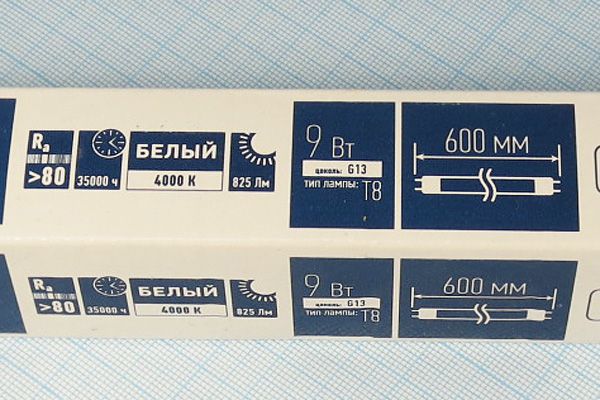 Ra
>80
35000 ч
БЕЛЫЙ
4000 K
825 Лм
9 Вт
цоколь: G13
тип лампы: T8
600 мм
Ra
>80
35000 ч
БЕЛЫЙ
4000 K
825 Лм
9 Вт
цоколь: G13
тип лампы: T8
600 мм